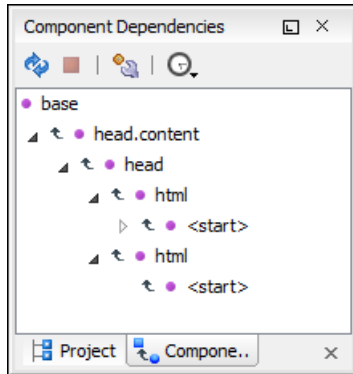 Component Dependencies
base
head.content
head
html
<start>
html
<start>
Project Compone..